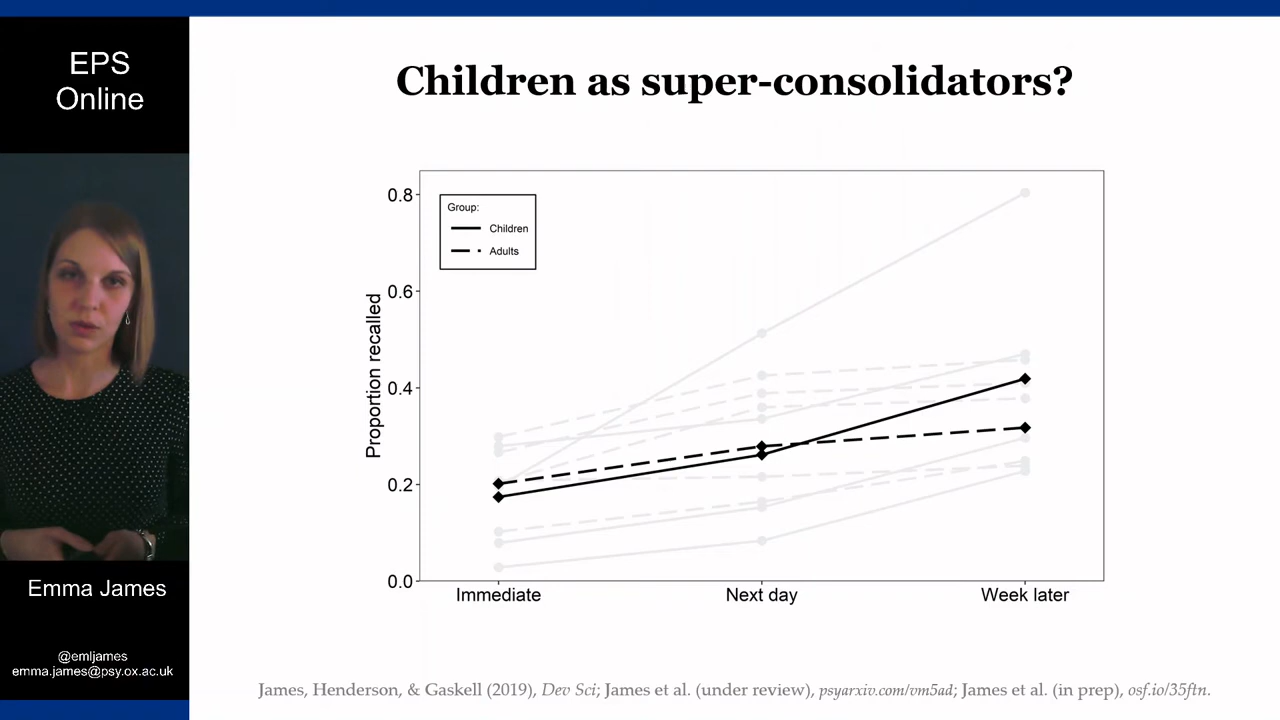 EPS
Online
Children as super-consolidators?
Group:
Children
Adults
Proportion recalled
0.8
0.6
0.4
0.2
0.0
Immediate
Next day
Week later
Emma James
@emljames
emma.james@psy.ox.ac.uk
James, Henderson, & Gaskell (2019), Dev Sci; James et al. (under review), psyarxiv.com/vm5ad; James et al. (in prep), osf.io/35ftn.